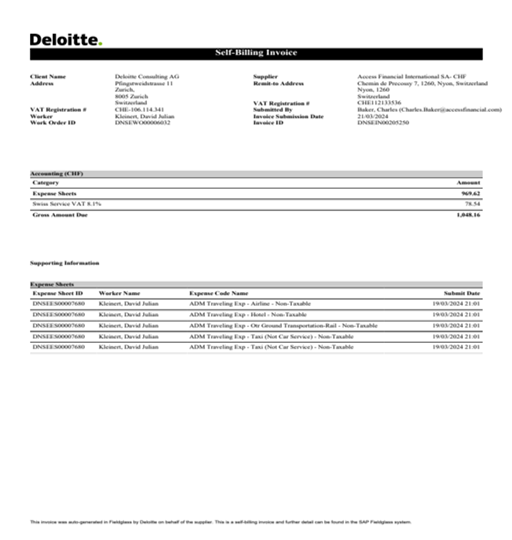 Deloitte.
Self-Billing Invoice
Client Name Deloitte Consulting AG Supplier Access Financial International SA- CHF
Address Pfingstweidstrasse 11 Remit-to Address Chemin de Precossy 7, 1260, Nyon, Switzerland
Zurich, Nyon, 1260
8005 Zurich Switzerland
Switzerland VAT Registration # CHE112133536
VAT Registration # CHE-106.114.341 Submitted By Baker, Charles (Charles.Baker@accessfinancial.com)
Worker Kleinert, David Julian Invoice Submission Date 21/03/2024
Work Order ID DNSEWO00006032 Invoice ID DNSEIN00205250
Accounting (CHF)
Category Amount
Expense Sheets 969.62
Swiss Service VAT 8.1% 78.54
Gross Amount Due 1,048.16
Supporting Information
Expense Sheets
Expense Sheet ID Worker Name Expense Code Name Submit Date
DNSEES00007680 Kleinert, David Julian ADM Traveling Exp - Airline - Non-Taxable 19/03/2024 21:01
DNSEES00007680 Kleinert, David Julian ADM Traveling Exp - Hotel - Non-Taxable 19/03/2024 21:01
DNSEES00007680 Kleinert, David Julian ADM Traveling Exp - Otr Ground Transportation-Rail - Non-Taxable 19/03/2024 21:01
DNSEES00007680 Kleinert, David Julian ADM Traveling Exp - Taxi (Not Car Service) - Non-Taxable 19/03/2024 21:01
DNSEES00007680 Kleinert, David Julian ADM Traveling Exp - Taxi (Not Car Service) - Non-Taxable 19/03/2024 21:01
This invoice was auto-generated in Fieldglass by Deloitte on behalf of the supplier. This is a self-billing invoice and further detail can be found in the SAP Fieldglass system.